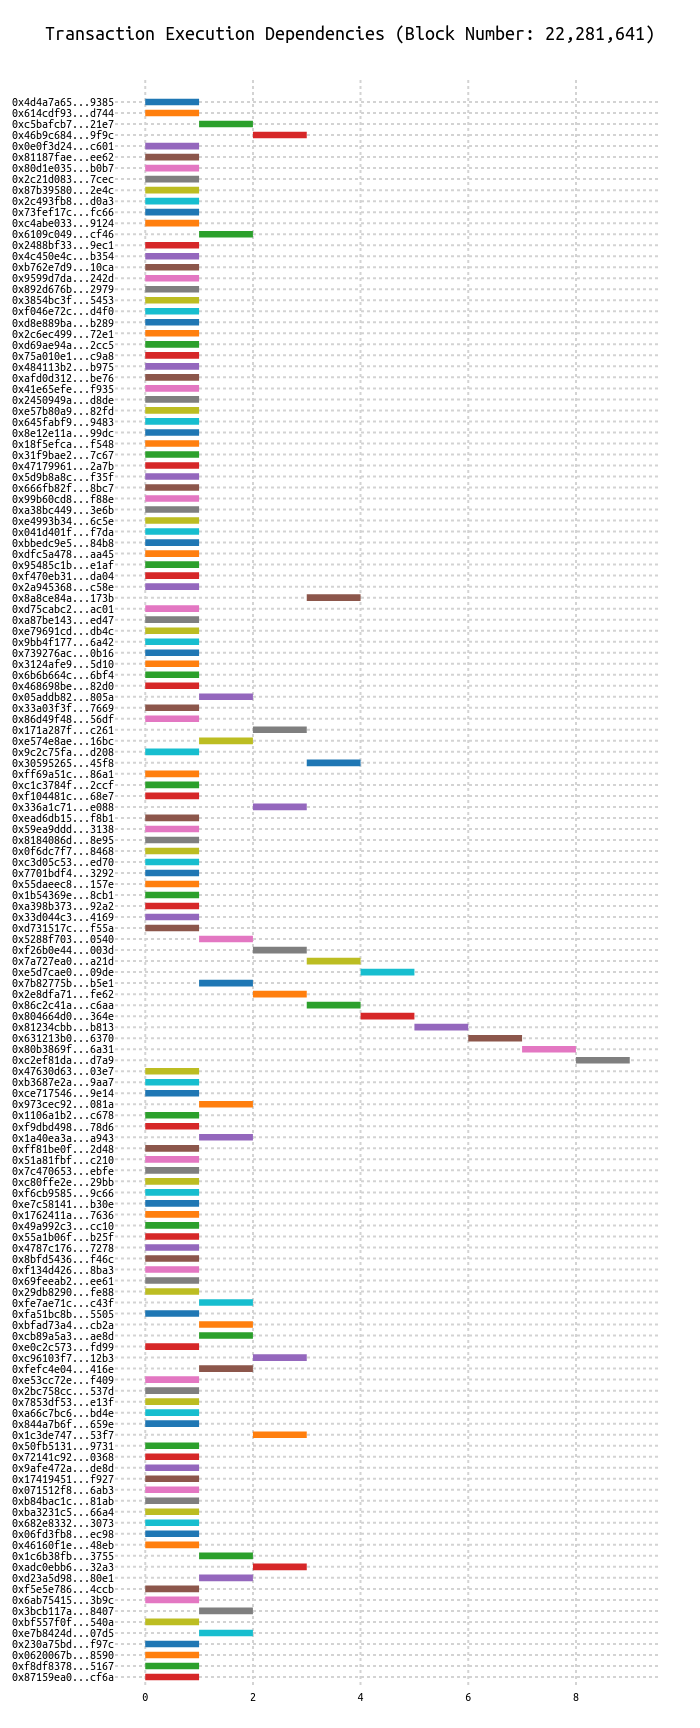 Transaction Execution Dependencies (Block Number: 22,281,641)
0x4d4a7a65...9385
0x614cdf93...d744
0xc5bafcb7...21e7
0x46b9c684...9f9c
0x0e0f3d24...c601
0x81187fae...ee62
0x80d1e035...b0b7
0x2c21d083...7cec
0x87b39580...2e4c
0x2c493fb8...d0a3
0x73fef17c...fc66
0xc4abe033...9124
0x6109c049...cf46
0x2488bf33...9ec1
0x4c450e4c...b354
0xb762e7d9...10ca
0x9599d7da...242d
0x892d676b...2979
0x3854bc3f...5453
0xf046e72c...d4f0
0xd8e889ba...b289
0x2c6ec499...72e1
0xd69ae94a...2cc5
0x75a010e1...c9a8
0x484113b2...b975
0xafd0d312...be76
0x41e65efe...f935
0x2450949a...d8de
0xe57b80a9...82fd
0x645fabf9...9483
0x8e12e11a...99dc
0x18f5efca...f548
0x31f9bae2...7c67
0x47179961...2a7b
0x5d9b8a8c...f35f
0x666fb82f...8bc7
0x99b60cd8...f88e
0xa38bc449...3e6b
0xe4993b34...6c5e
0x041d401f...f7da
0xbbedc9e5...84b8
0xdfc5a478...aa45
0x95485c1b...e1af
0xf470eb31...da04
0x2a945368...c58e
0x8a8ce84a...173b
0xd75cabc2...ac01
0xa87be143...ed47
0xe79691cd...db4c
0x9bb4f177...6a42
0x739276ac...0b16
0x3124afe9...5d10
0x6b6b664c...6bf4
0x468698be...82d0
0x05addb82...805a
0x33a03f3f...7669
0x86d49f48...56df
0x171a287f...c261
0xe574e8ae...16bc
0x9c2c75fa...d208
0x30595265...45f8
0xff69a51c...86a1
0xc1c3784f...2ccf
0xf104481c...68e7
0x336a1c71...e088
0xead6db15...f8b1
0x59ea9ddd...3138
0x8184086d...8e95
0x0f6dc7f7...8468
0xc3d05c53...ed70
0x7701bdf4...3292
0x55daeec8...157e
0x1b54369e...8cb1
0xa398b373...92a2
0x33d044c3...4169
0xd731517c...f55a
0x5288f703...0540
0xf26b0e44...003d
0x7a727ea0...a21d
0xe5d7cae0...09de
0x7b82775b...b5e1
0x2e8dfa71...fe62
0x86c2c41a...c6aa
0x804664d0...364e
0x81234cbb...b813
0x631213b0...6370
0x80b3869f...6a31
0xc2ef81da...d7a9
0x47630d63...03e7
0xb3687e2a...9aa7
0xce717546...9e14
0x973cec92...081a
0x1106a1b2...c678
0xf9dbd498...78d6
0x1a40ea3a...a943
0xff81be0f...2d48
0x51a81fbf...c210
0x7c470653...ebfe
0xc80ffe2e...29bb
0xf6cb9585...9c66
0xe7c58141...b30e
0x1762411a...7636
0x49a992c3...cc10
0x55a1b06f...b25f
0x4787c176...7278
0x8bfd5436...f46c
0xf134d426...8ba3
0x69feeab2...ee61
0x29db8290...fe88
0xfe7ae71c...c43f
0xfa51bc8b...5505
0xbfad73a4...cb2a
0xcb89a5a3...ae8d
0xe0c2c573...fd99
0xc96103f7...12b3
0xfefc4e04...416e
0xe53cc72e...f409
0x2bc758cc...537d
0x7853df53...e13f
0xa66c7bc6...bd4e
0x844a7b6f...659e
0x1c3de747...53f7
0x50fb5131...9731
0x72141c92...0368
0x9afe472a...de8d
0x17419451...f927
0x071512f8...6ab3
0xb84bac1c...81ab
0xba3231c5...66a4
0x682e8332...3073
0x06fd3fb8...ec98
0x46160f1e...48eb
0x1c6b38fb...3755
0xadc0ebb6...32a3
0xd23a5d98...80e1
0xf5e5e786...4ccb
0x6ab75415...3b9c
0x3bcb117a...8407
0xbf557f0f...540a
0xe7b8424d...07d5
0x230a75bd...f97c
0x0620067b...8590
0xf8df8378...5167
0x87159ea0...cf6a
0 2 4 6 8